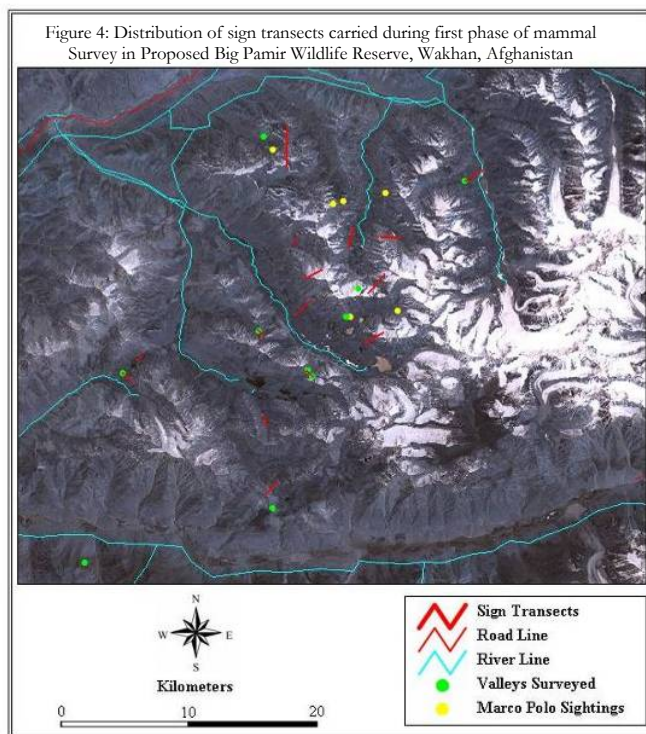 Figure 4: Distribution of sign transects carried during first phase of mammal
Survey in Proposed Big Pamir Wildlife Reserve, Wakhan, Afghanistan
N
W E
S
Kilometers
0 10 20
Sign Transects
Road Line
River Line
Valleys Surveyed
Marco Polo Sightings